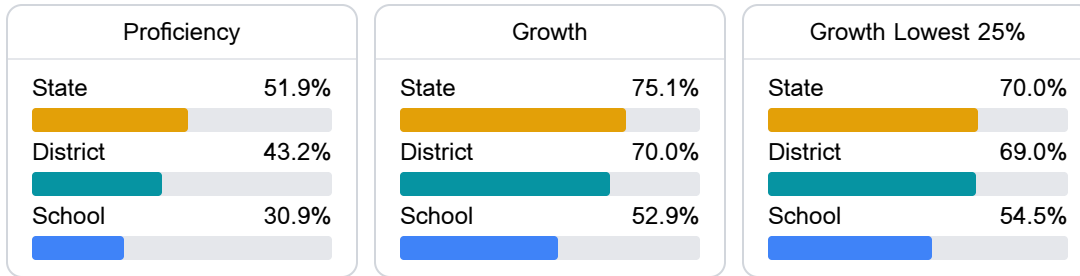 Proficiency
State 51.9%
District 43.2%
School 30.9%
Growth
State 75.1%
District 70.0%
School 52.9%
Growth Lowest 25%
State 70.0%
District 69.0%
School 54.5%